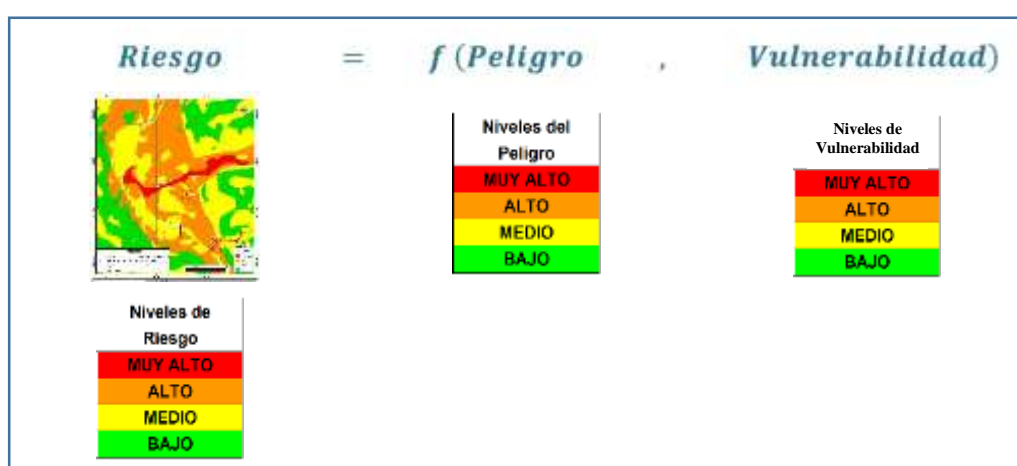 Riesgo = f (Peligro , Vulnerabilidad)
Niveles del
Peligro
MUY ALTO
ALTO
MEDIO
BAJO
Niveles de
Vulnerabilidad
MUY ALTO
ALTO
MEDIO
BAJO
Niveles de
Riesgo
MUY ALTO
ALTO
MEDIO
BAJO